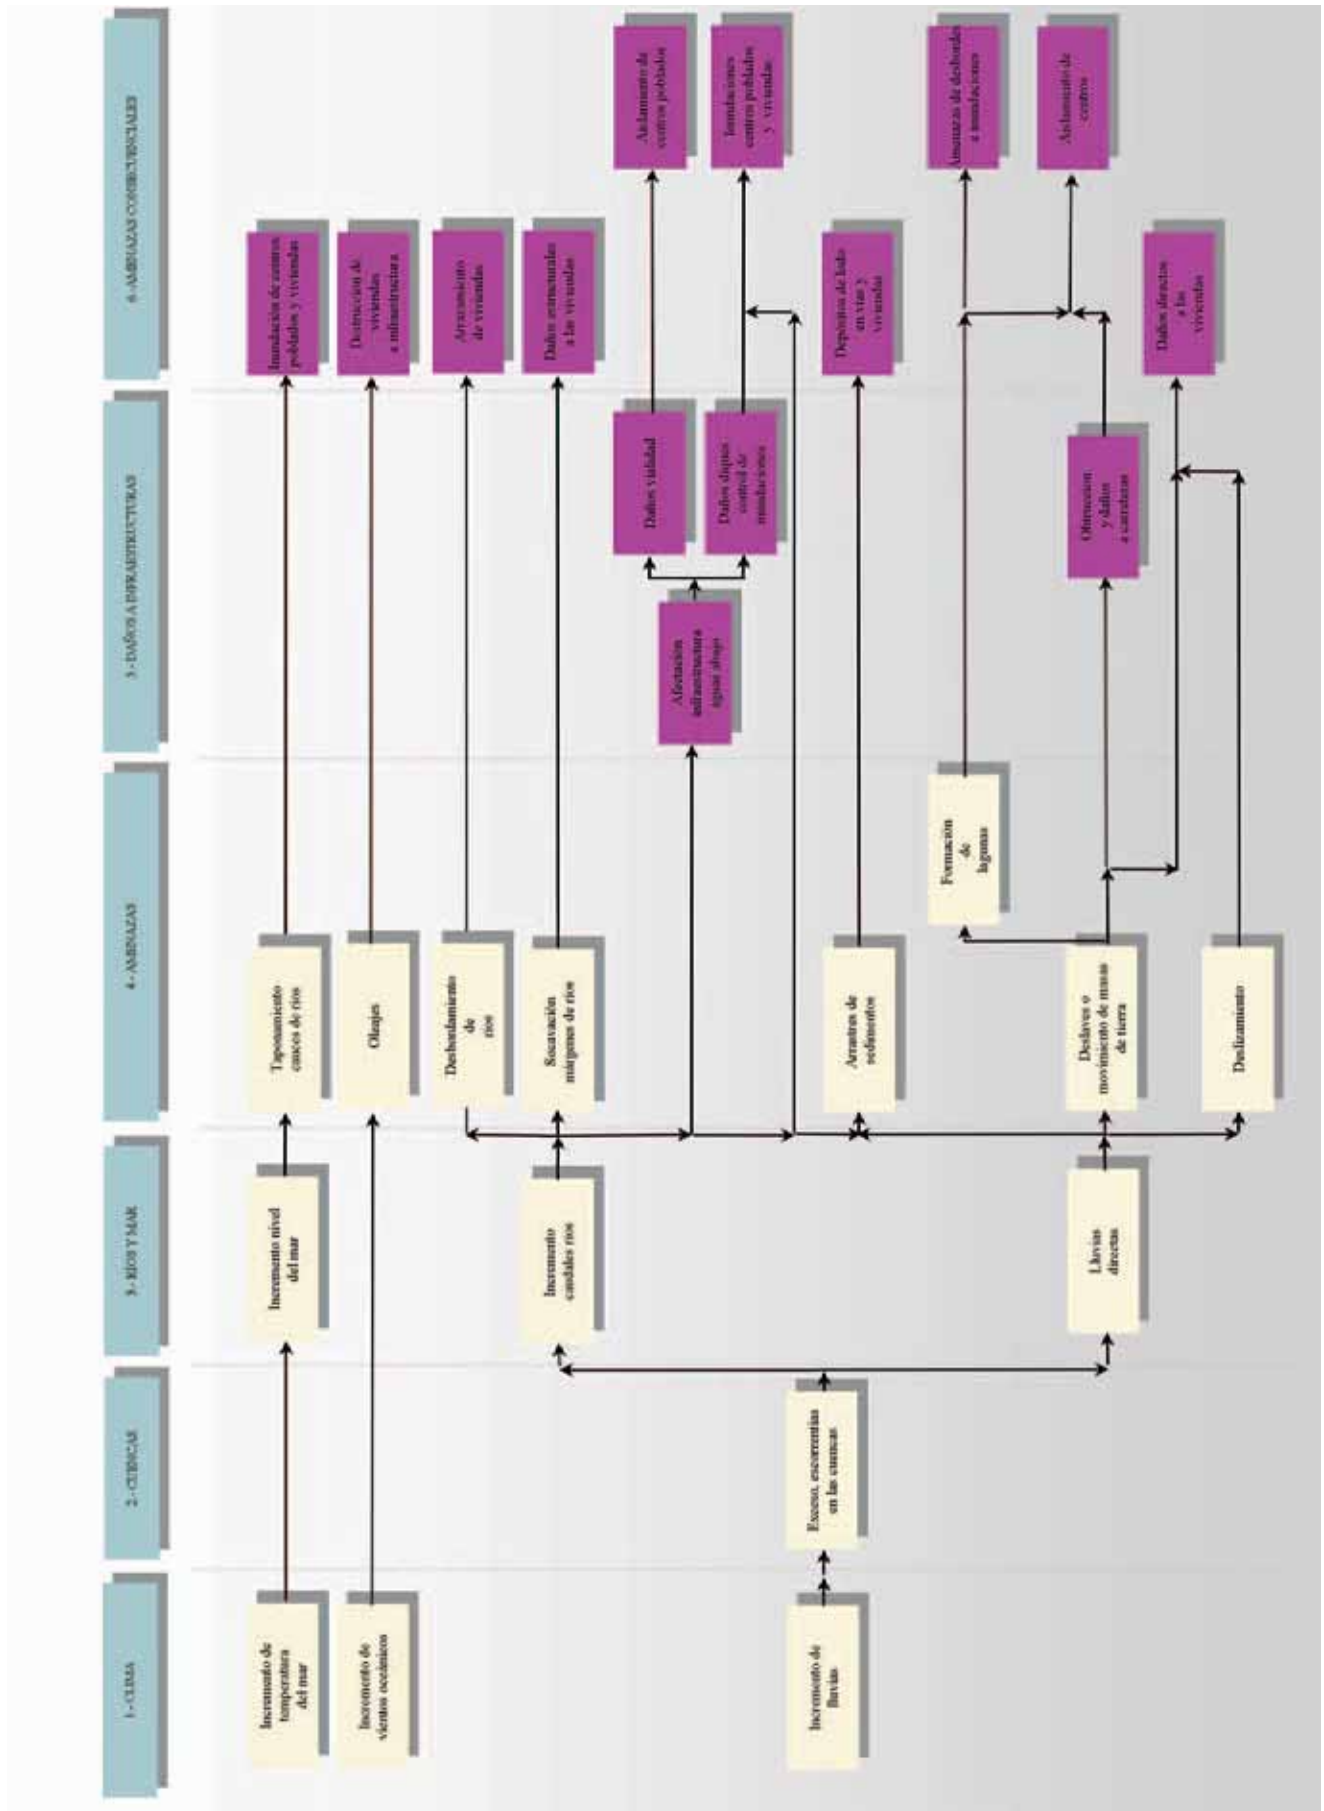 1.- CLIMA
2.- CUENCAS
3.- RÍOS Y MAR
4.- AMENAZAS
5.- DAÑOS A INFRAESTRUCTURAS
6.- AMENAZAS CONSECUENCIALES
Incremento de
temperatura
del mar
Incremento nivel
del mar
Taponamiento
cauces de ríos
Inundación de centros
poblados y viviendas
Incremento de
vientos oceánicos
Oleajes
Destrucción de
viviendas
a infraestructura
Desbordamiento
de
ríos
Arrazamiento
de viviendas
Incremento
caudales ríos
Socavación
márgenes de ríos
Daños estructurales
a las viviendas
Afectación
infraestructura
aguas abajo
Daños vialidad
Aislamiento de
centros poblados
Daños diques
control de
inundaciones
Inundaciones
centros poblados
y viviendas
Incremento de
lluvias
Exceso, escorrentías
en las cuencas
Arrastres de
sedimentos
Depósitos de lodo
en vías y
viviendas
Formación
de
lagunas
Amenazas de desbordes
e inundaciones
Lluvias
directas
Deslaves o
movimiento de masas
de tierra
Obtrucción
y daños
a carreteras
Aislamiento de
centros
Daños directos
a las
viviendas
Deslizamiento